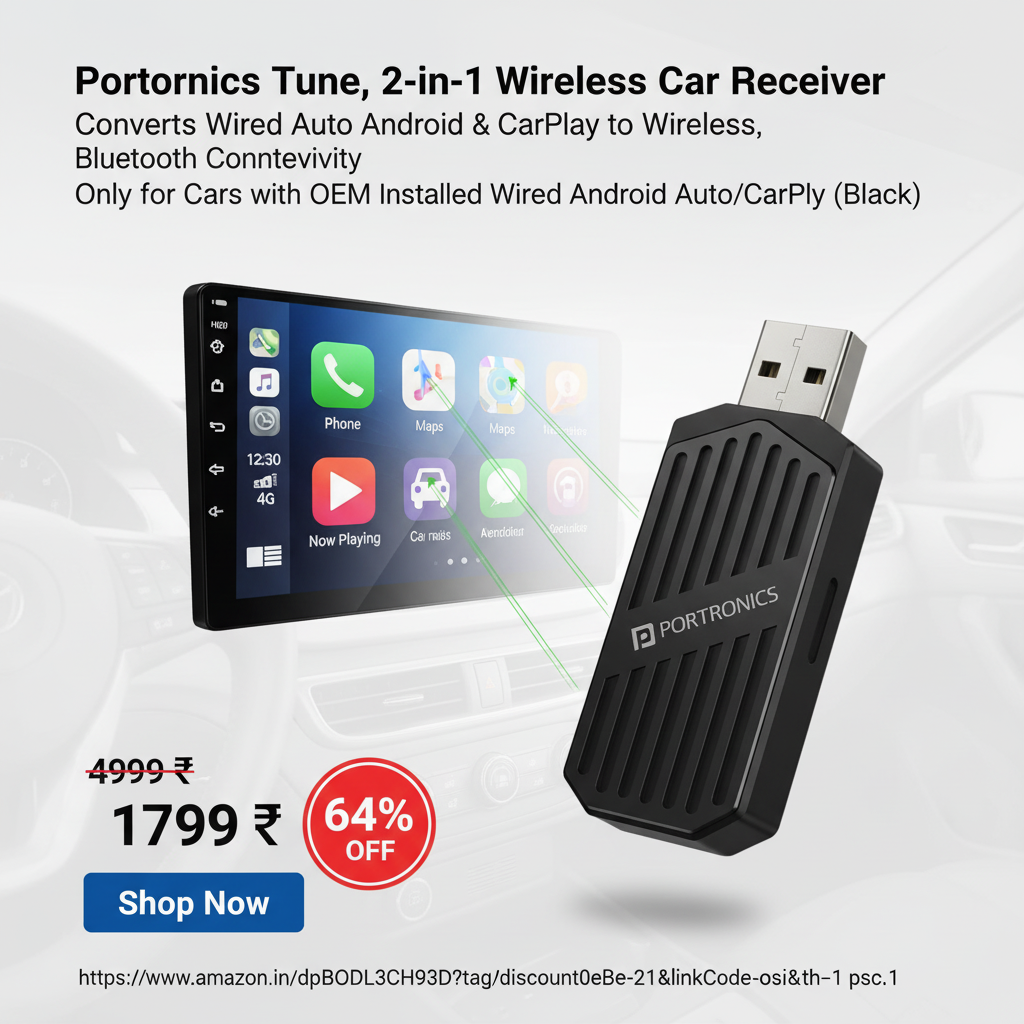 Portornics Tune, 2-in-1 Wireless Car Receiver
Converts Wired Auto Android & CarPlay to Wireless,
Bluetooth Conntevivity
Only for Cars with OEM Installed Wired Android Auto/CarPly (Black)
Phone
Maps
Maps
12:30
4G
Now Playing
PORTRONICS
4999 ₹
1799 ₹
64%
OFF
Shop Now
https://www.amazon.in/dpBODL3CH93D?tag/discount0eBe-21&linkCode-osi&th-1 psc.1